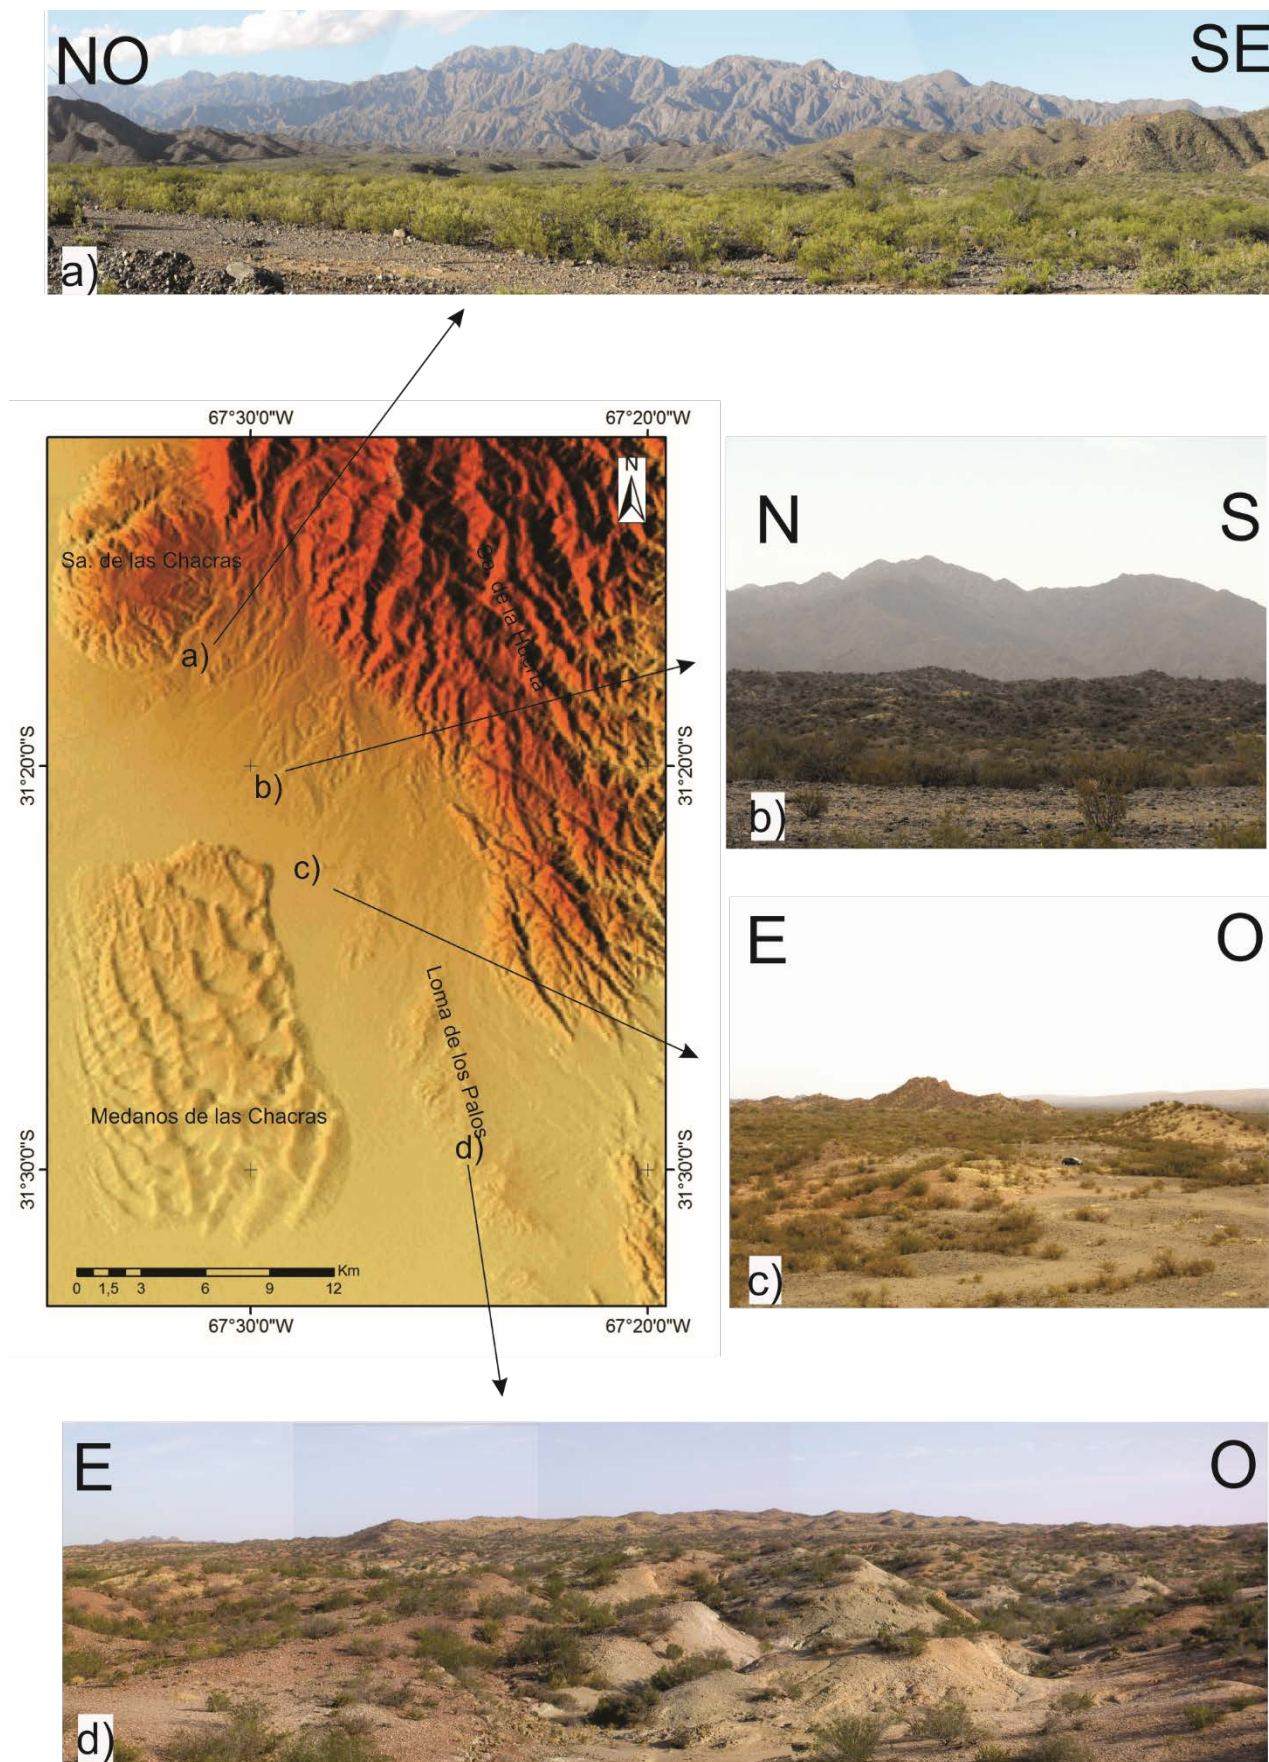 NO SE
a)
67°30'0"W 67°20'0"W
N
Sa. de las Chacras
Sa. de la Huerta
a)
31°20'0"S 31°20'0"S
b)
c)
Loma de los Palos
Medanos de las Chacras
d)
31°30'0"S 31°30'0"S
Km
0 1,5 3 6 9 12
67°30'0"W 67°20'0"W
N S
b)
E O
c)
E O
d)